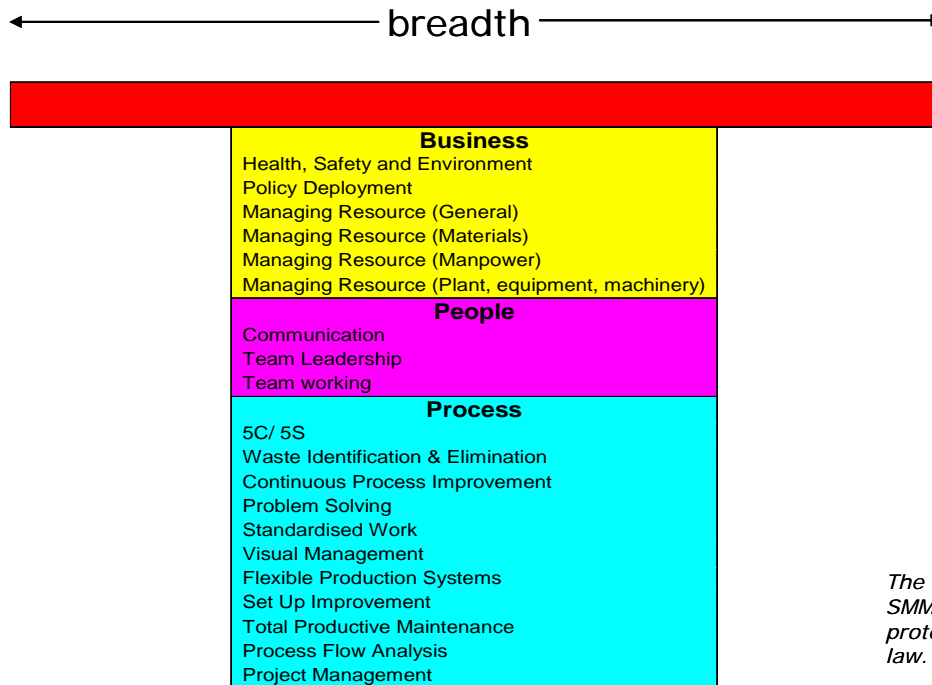 breadth
Business
Health, Safety and Environment
Policy Deployment
Managing Resource (General)
Managing Resource (Materials)
Managing Resource (Manpower)
Managing Resource (Plant, equipment, machinery)
People
Communication
Team Leadership
Team working
Process
5C/ 5S
Waste Identification & Elimination
Continuous Process Improvement
Problem Solving
Standardised Work
Visual Management
Flexible Production Systems
Set Up Improvement
Total Productive Maintenance
Process Flow Analysis
Project Management
The
SMM
prote
law.